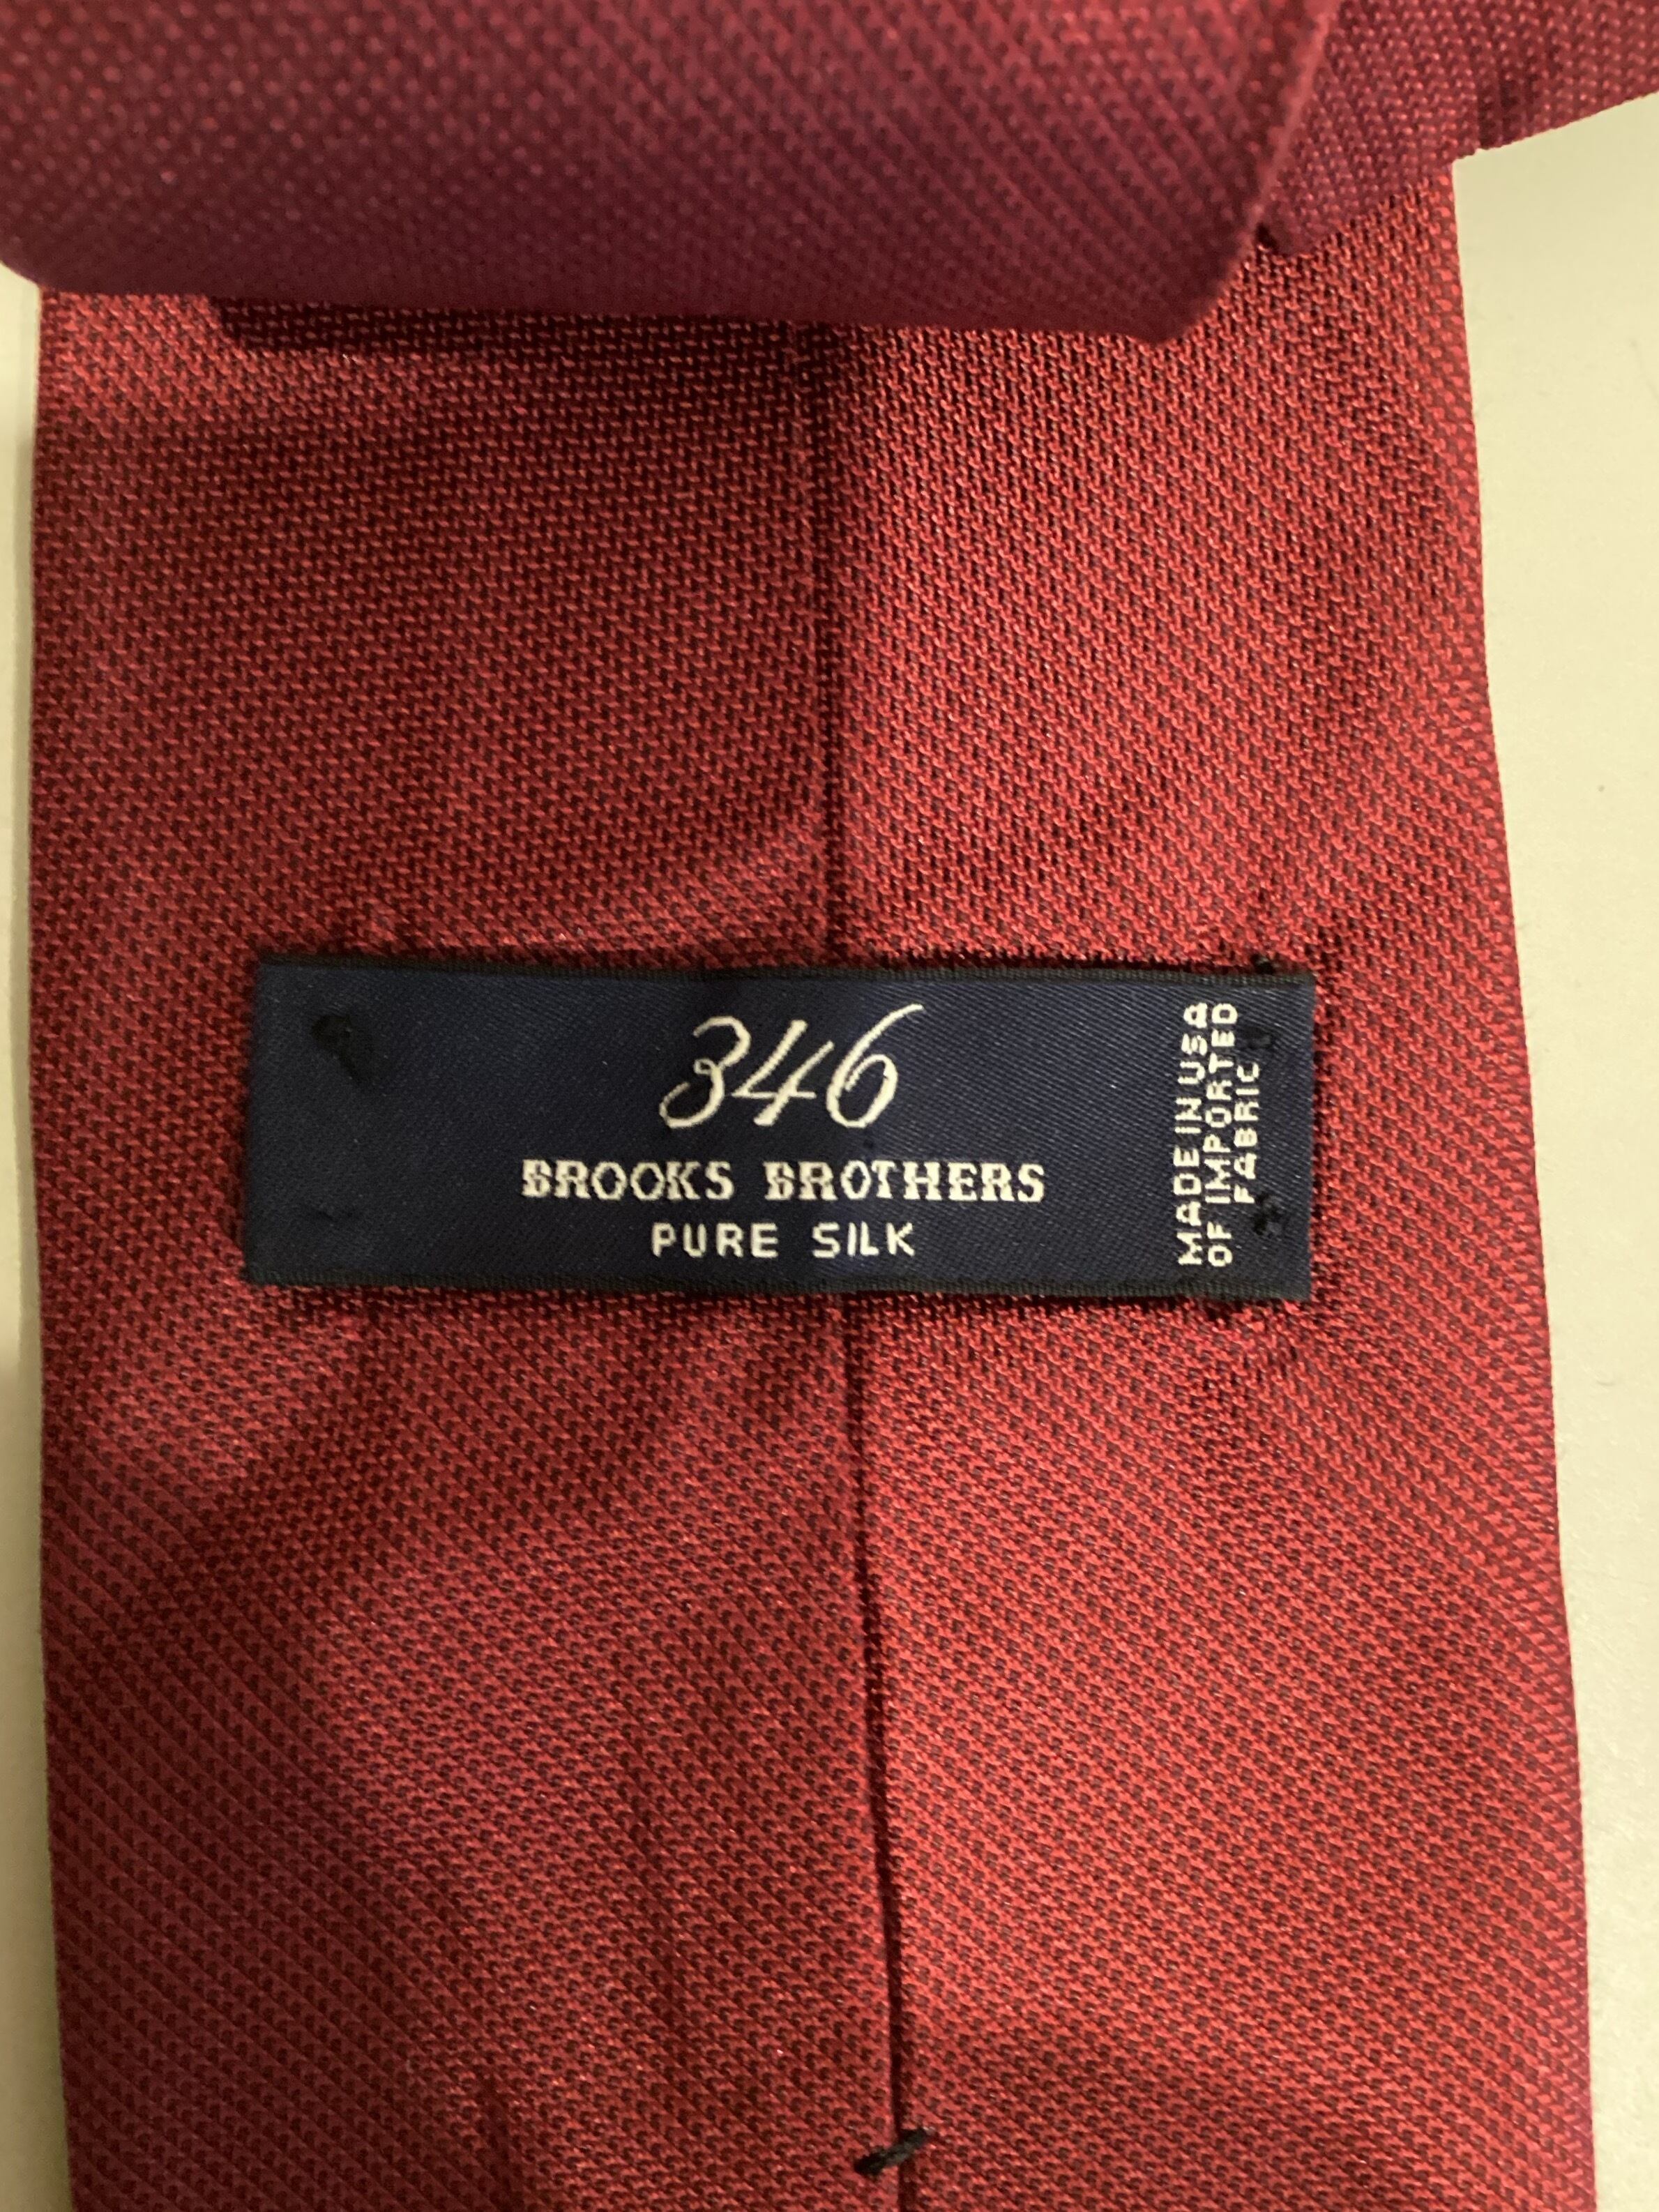 346
BROOKS BROTHERS
PURE SILK
MADE IN USA
OF IMPORTED
FABRIC